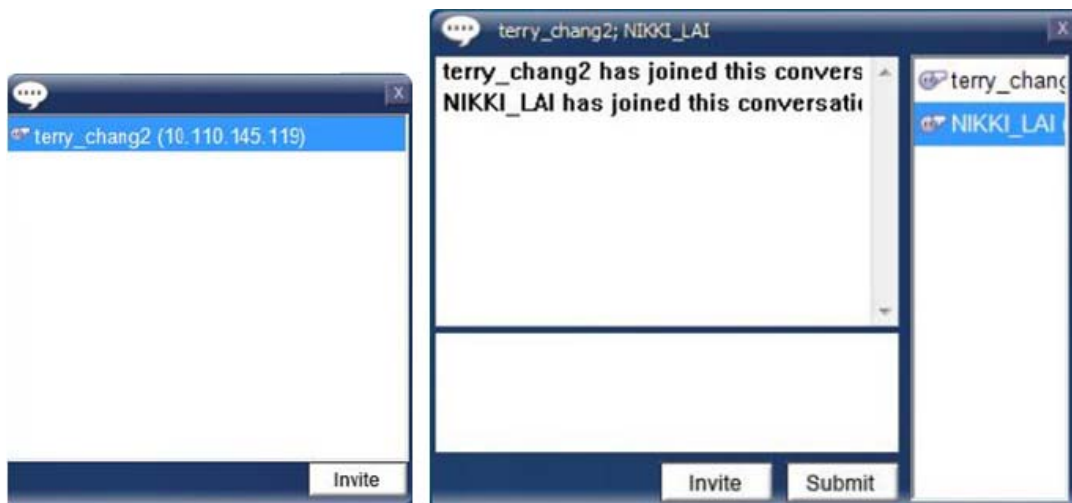 terry_chang2 (10.110.145.119)
Invite
terry_chang2; NIKKI_LAI
X
terry_chang2 has joined this convers
NIKKI_LAI has joined this conversati
terry_chang
NIKKI_LAI (
Invite
Submit